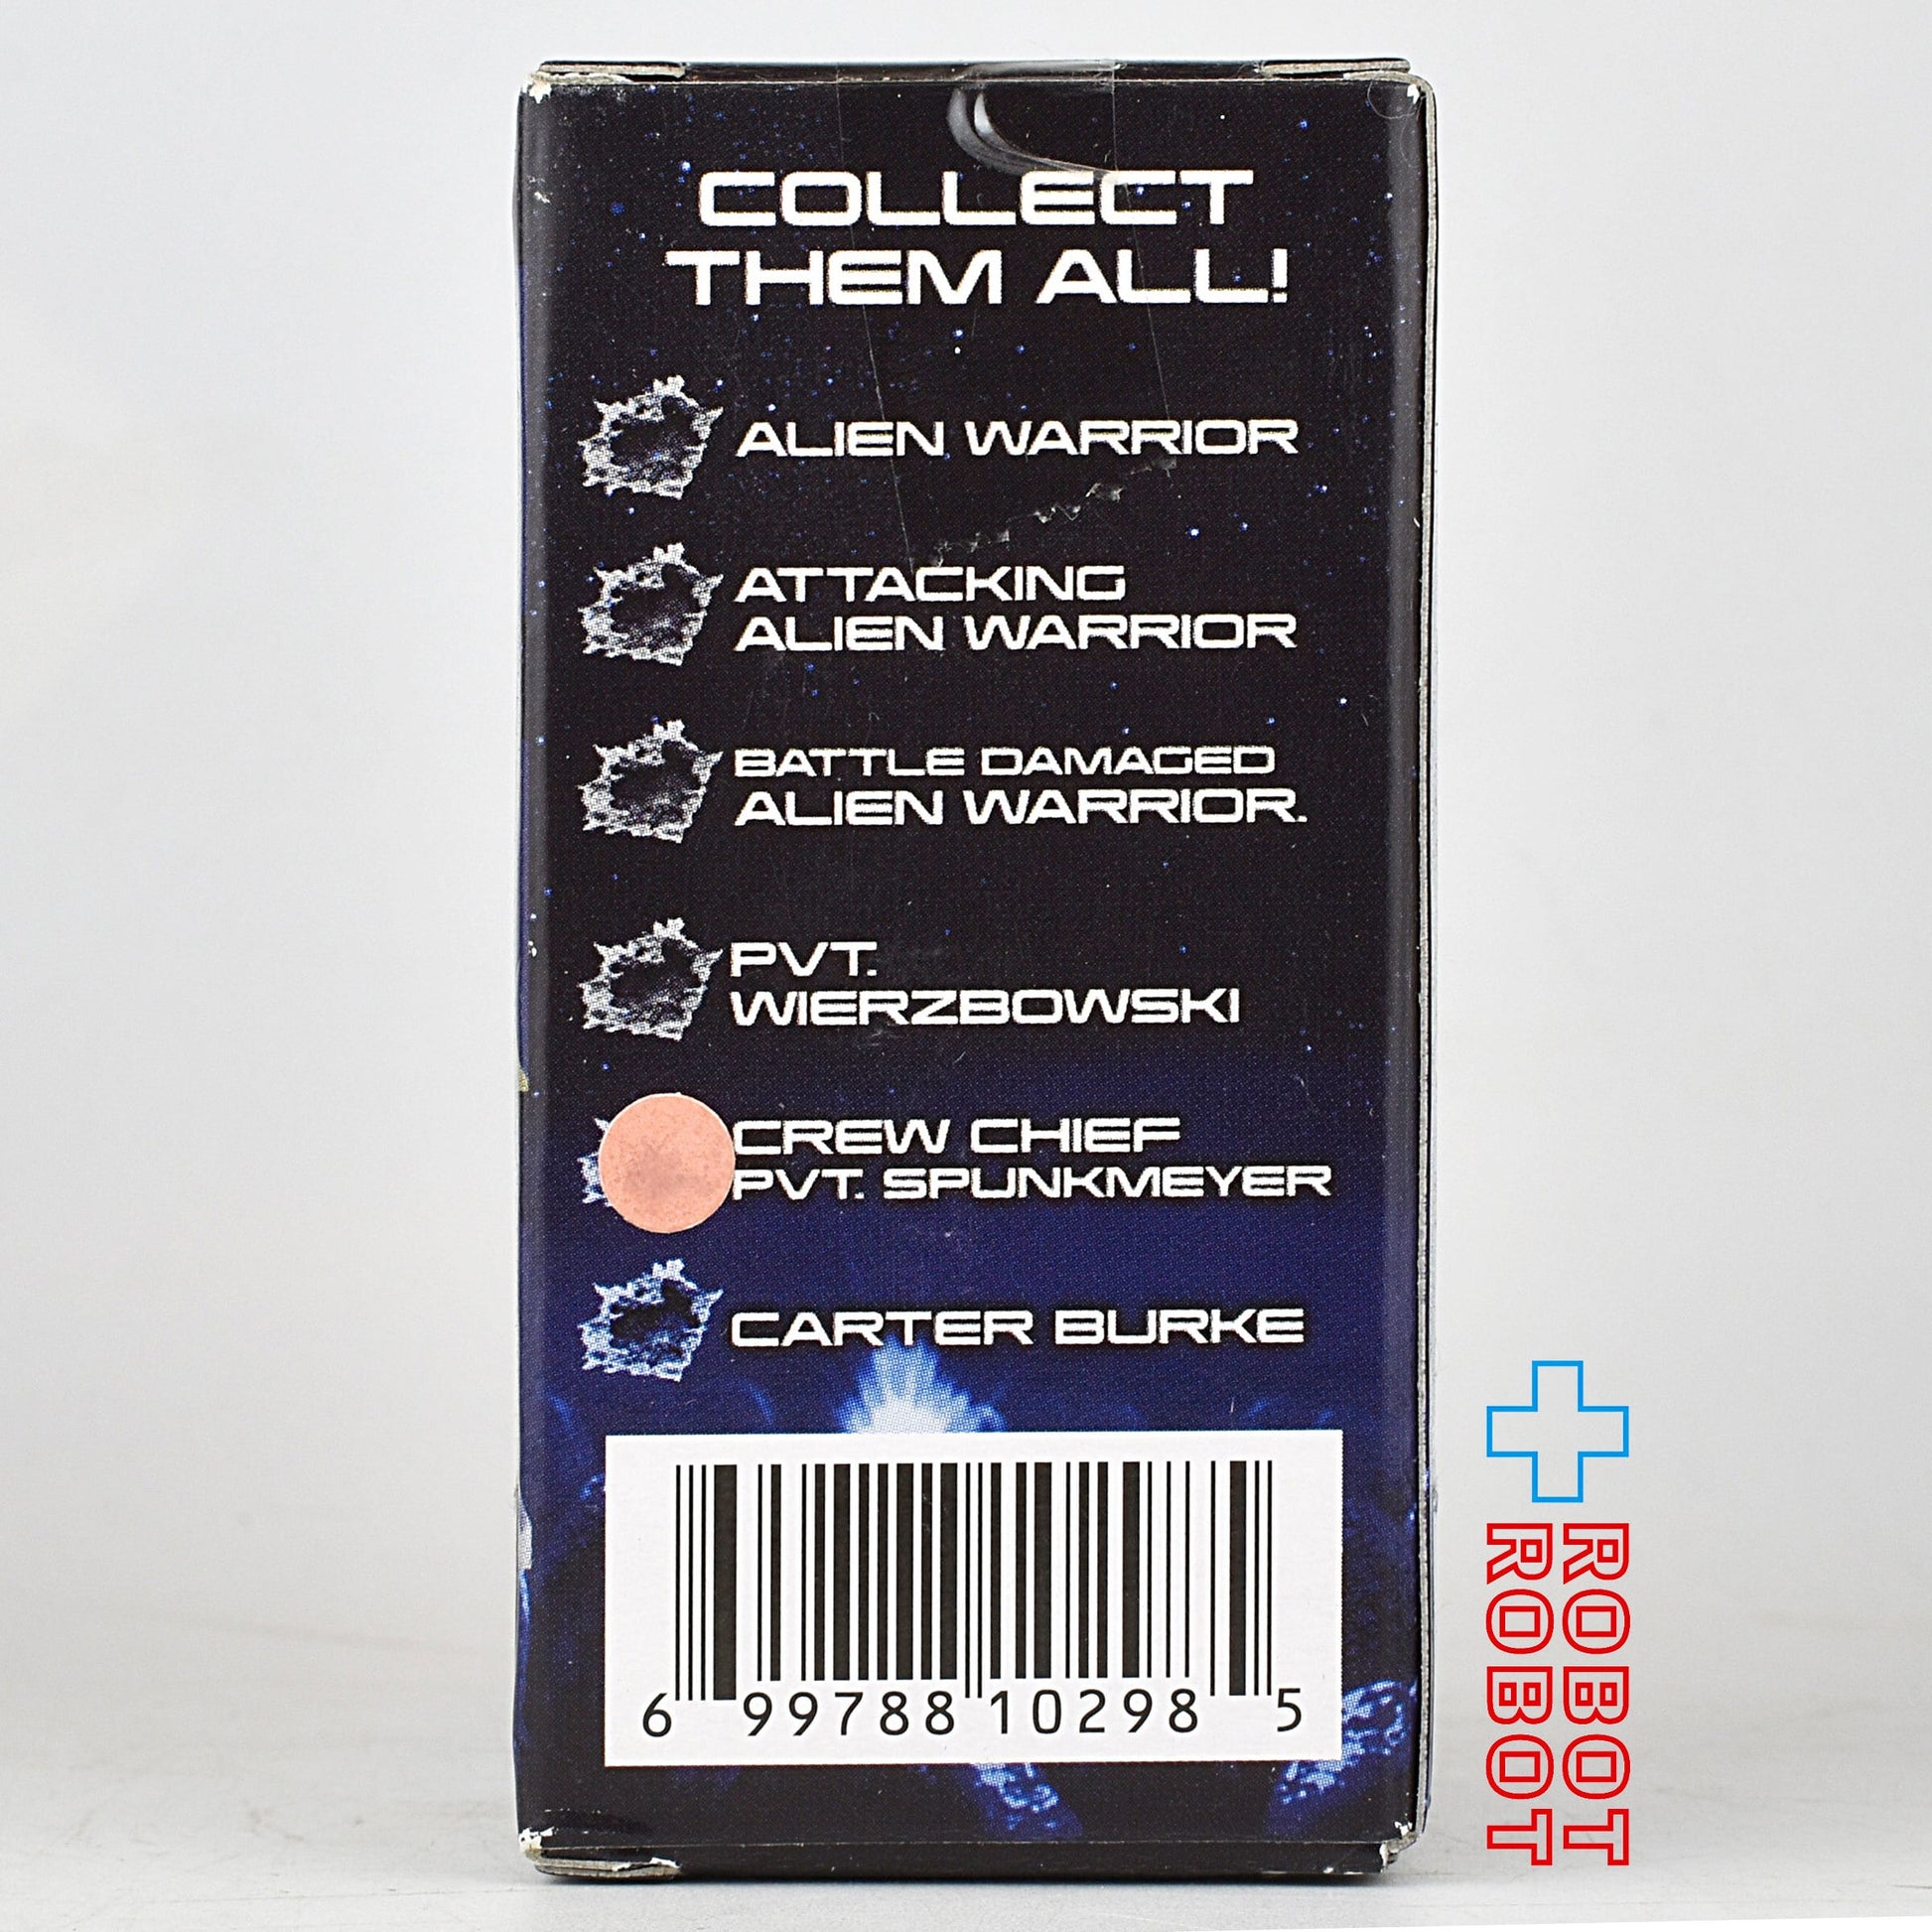 COLLECT
THEM ALL!
ALIEN WARRIOR
ATTACKING
ALIEN WARRIOR
BATTLE DAMAGED
ALIEN WARRIOR.
PVT.
WIERZBOWSKI
CREW CHIEF
PVT. SPUNKMEYER
CARTER BURKE
6 99788 10298 5
ROBOT
ROBOT